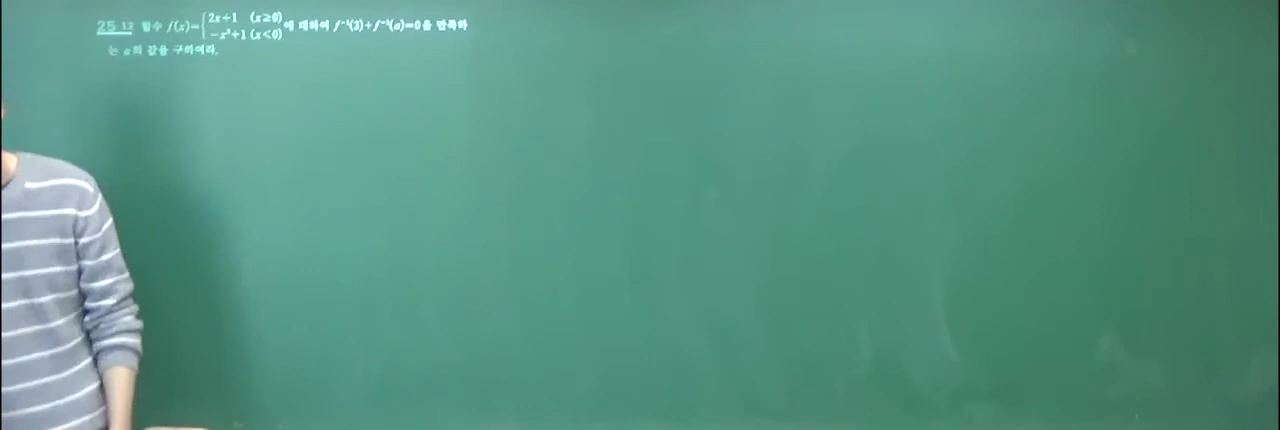 25.12 함수 f(x)={2x+1 (x≥0) -x²+1 (x<0)에 대하여 f⁻¹(3)+f⁻¹(a)=0을 만족하
는 a의 값을 구하여라.